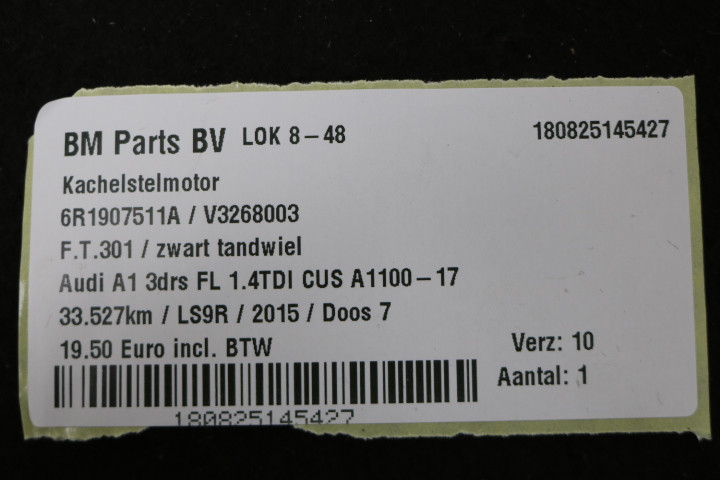 BM Parts BV LOK 8-48 180825145427
Kachelstelmotor
6R1907511A / V3268003
F.T.301 / zwart tandwiel
Audi A1 3drs FL 1.4TDI CUS A1100-17
33.527km / LS9R / 2015 / Doos 7
19.50 Euro incl. BTW Verz: 10
Aantal: 1
180825145427